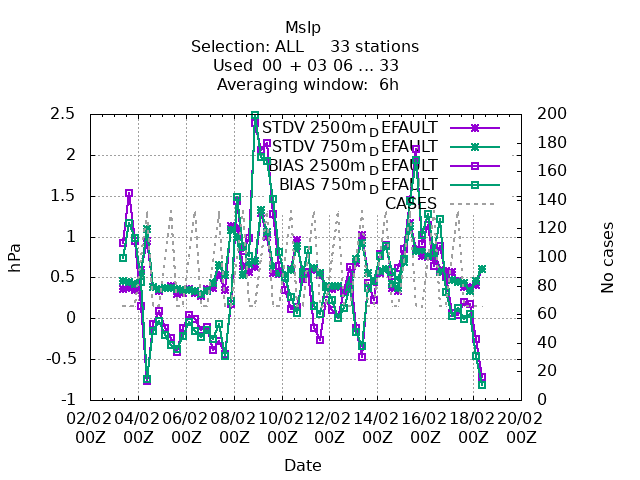 Mslp
Selection: ALL 33 stations
Used 00 + 03 06 ... 33
Averaging window: 6h
hPa
2.5
2
1.5
1
0.5
0
-0.5
-1
STDV 2500m_DEFAULT
STDV 750m_DEFAULT
BIAS 2500m_DEFAULT
BIAS 750m_DEFAULT
CASES
200
180
160
140
120
100
80
60
40
20
0
No cases
02/02 04/02 06/02 08/02 10/02 12/02 14/02 16/02 18/02 20/02
00Z 00Z 00Z 00Z 00Z 00Z 00Z 00Z 00Z 00Z
Date